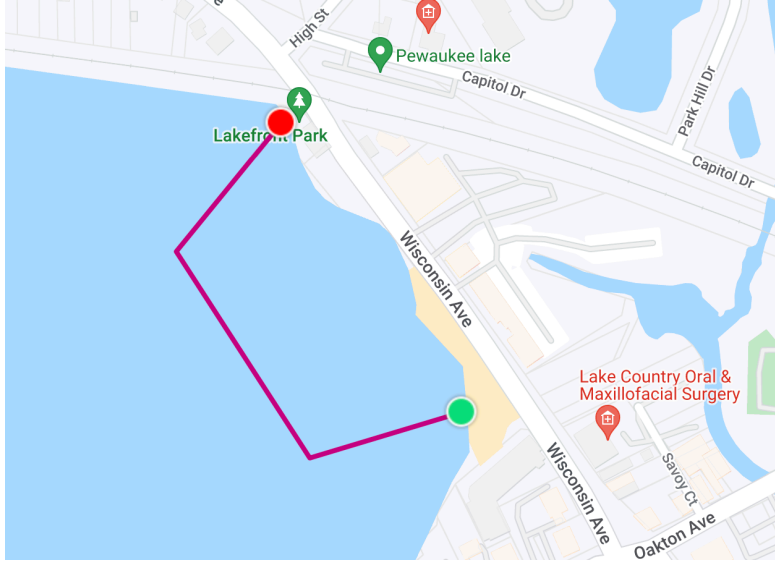 High St
Pewaukee lake
Capitol Dr
Park Hill Dr
Lakefront Park
Capitol Dr
Wisconsin Ave
Lake Country Oral &
Maxillofacial Surgery
Wisconsin Ave
Savoy Ct
Oakton Ave